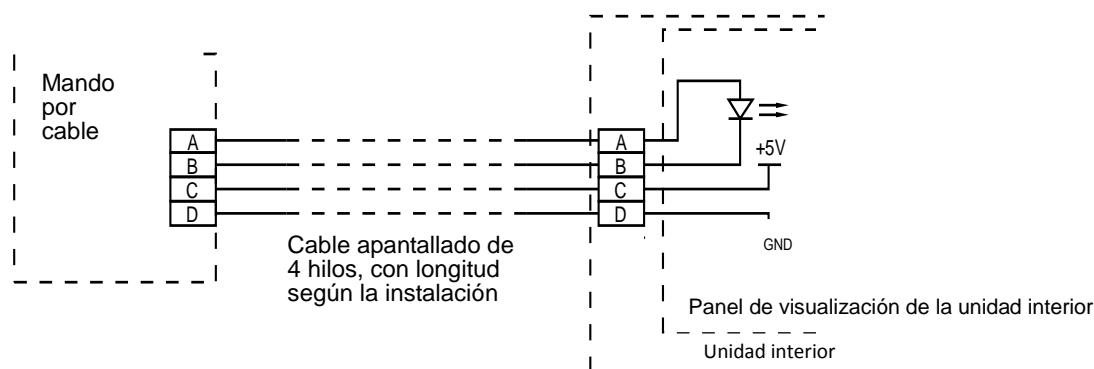 Mando
por
cable
A
B
C
D
A
B
C
D
+5V
GND
Cable apantallado de
4 hilos, con longitud
según la instalación
Panel de visualización de la unidad interior
Unidad interior